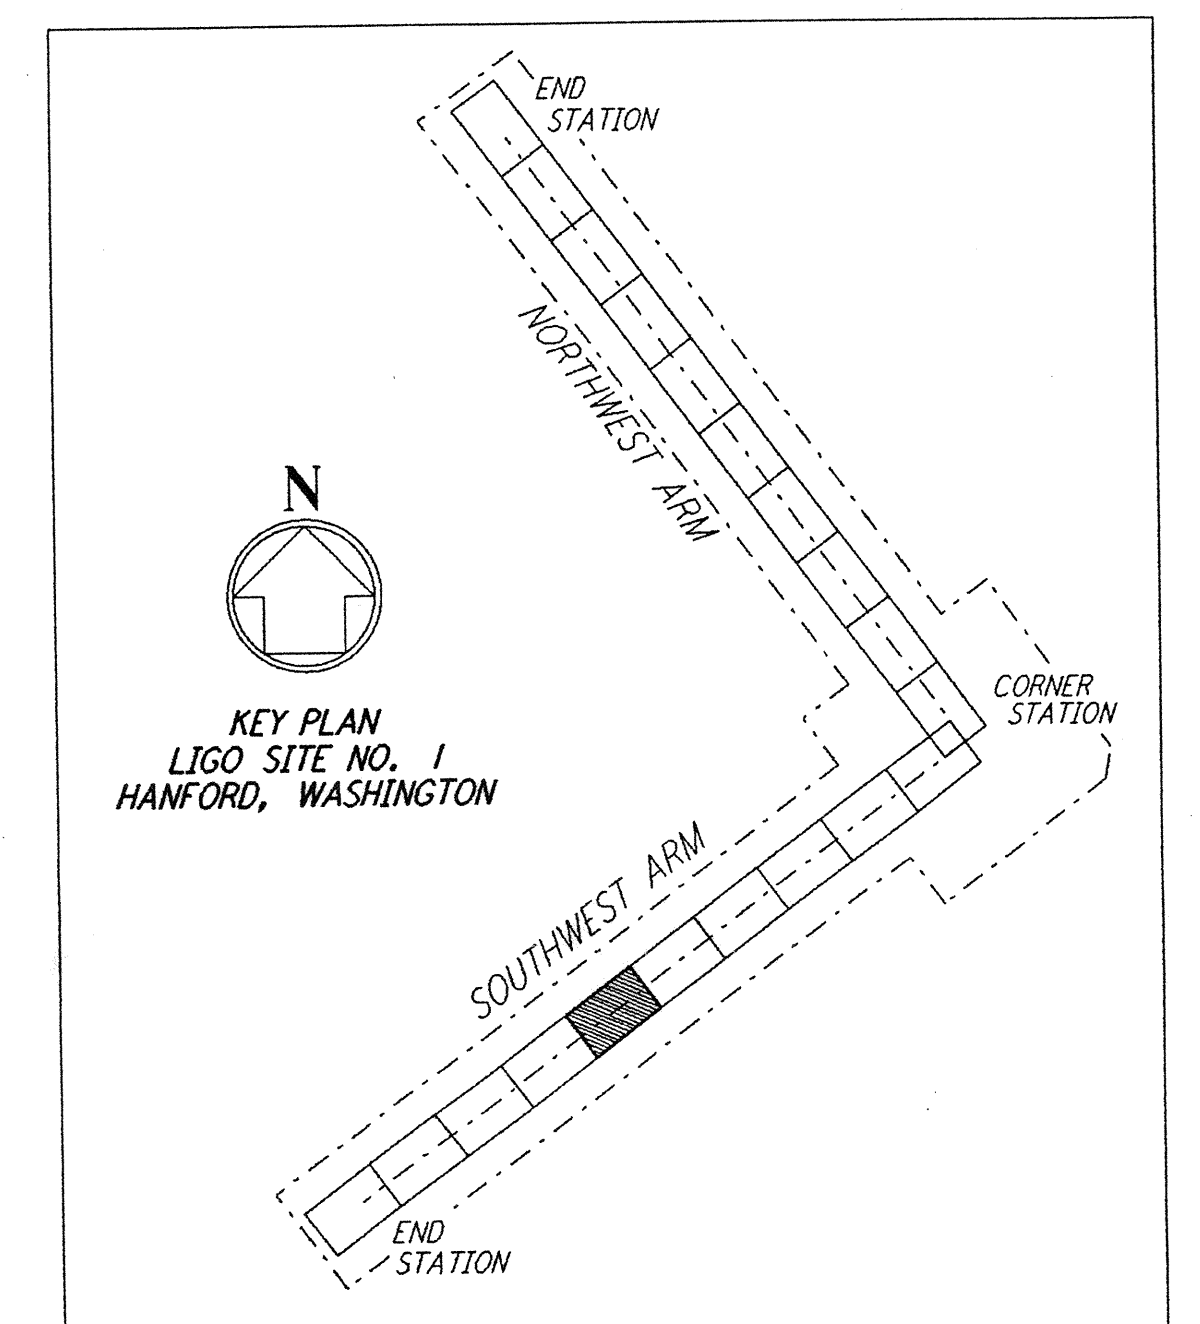 END
STATION
NORTHWEST ARM
N
CORNER
STATION
KEY PLAN
LIGO SITE NO. 1
HANFORD, WASHINGTON
SOUTHWEST ARM
END
STATION